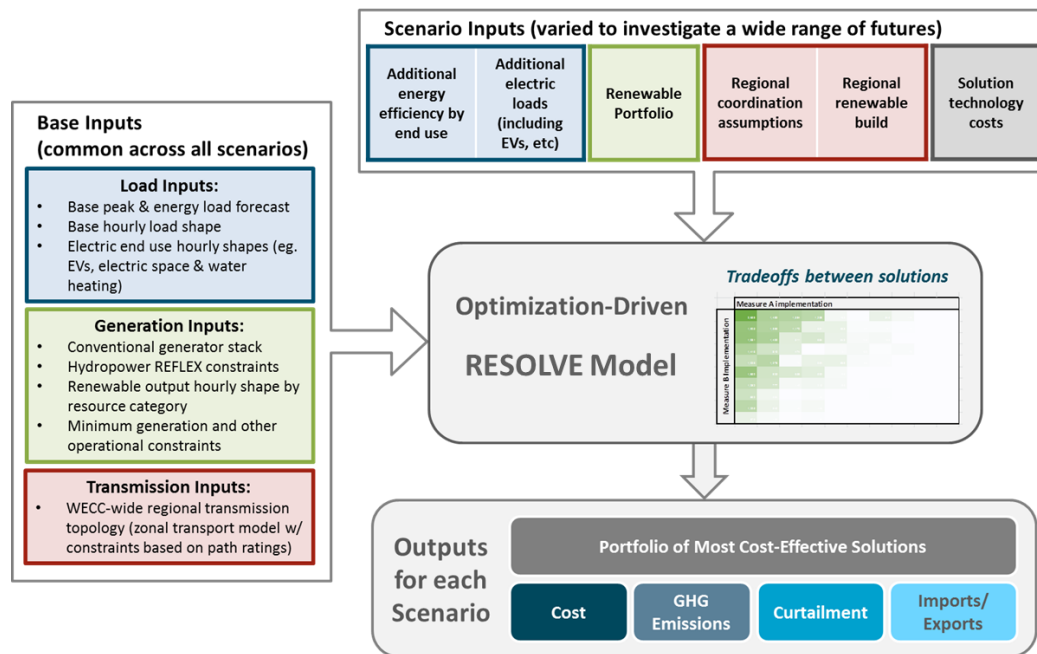 Scenario Inputs (varied to investigate a wide range of futures)
Additional
energy
efficiency by
end use
Additional
electric
loads
(including
EVs, etc)
Renewable
Portfolio
Regional
coordination
assumptions
Regional
renewable
build
Solution
technology
costs
Base Inputs
(common across all scenarios)
Load Inputs:
• Base peak & energy load forecast
• Base hourly load shape
• Electric end use hourly shapes (eg.
EVs, electric space & water
heating)
Generation Inputs:
• Conventional generator stack
• Hydropower REFLEX constraints
• Renewable output hourly shape by
resource category
• Minimum generation and other
operational constraints
Transmission Inputs:
• WECC-wide regional transmission
topology (zonal transport model w/
constraints based on path ratings)
Optimization-Driven
RESOLVE Model
Tradeoffs between solutions
Measure A implementation
Measure B Implementation
Outputs
for each
Scenario
Portfolio of Most Cost-Effective Solutions
Cost
GHG
Emissions
Curtailment
Imports/
Exports